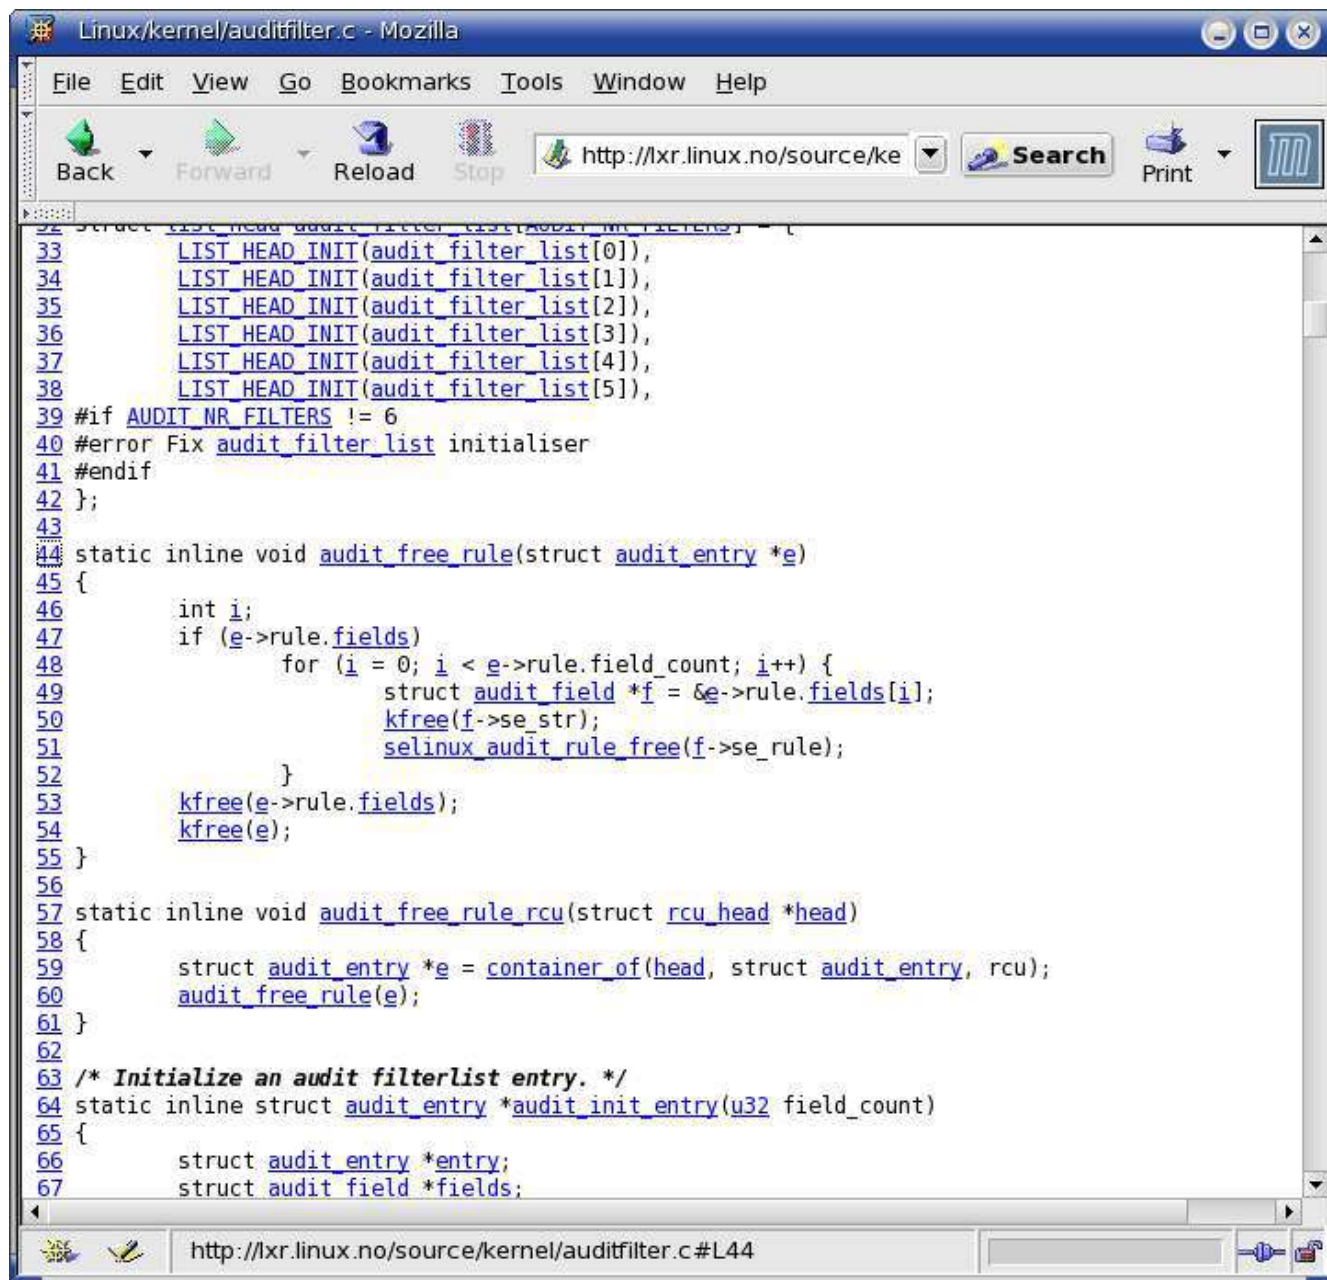 Linux/kernel/auditfilter.c - Mozilla
File Edit View Go Bookmarks Tools Window Help
Back Forward Reload Stop http://lxr.linux.no/source/ke Search Print
32 struct list_head audit_filter_list[AUDIT_NR_FILTERS] = {
33 LIST_HEAD_INIT(audit_filter_list[0]),
34 LIST_HEAD_INIT(audit_filter_list[1]),
35 LIST_HEAD_INIT(audit_filter_list[2]),
36 LIST_HEAD_INIT(audit_filter_list[3]),
37 LIST_HEAD_INIT(audit_filter_list[4]),
38 LIST_HEAD_INIT(audit_filter_list[5]),
39 #if AUDIT_NR_FILTERS != 6
40 #error Fix audit_filter_list initialiser
41 #endif
42 };
43
44 static inline void audit_free_rule(struct audit_entry *e)
45 {
46 int i;
47 if (e->rule.fields)
48 for (i = 0; i < e->rule.field_count; i++) {
49 struct audit_field *f = &e->rule.fields[i];
50 kfree(f->se_str);
51 selinux_audit_rule_free(f->se_rule);
52 }
53 kfree(e->rule.fields);
54 kfree(e);
55 }
56
57 static inline void audit_free_rule_rcu(struct rcu_head *head)
58 {
59 struct audit_entry *e = container_of(head, struct audit_entry, rcu);
60 audit_free_rule(e);
61 }
62
63 /* Initialize an audit filterlist entry. */
64 static inline struct audit_entry *audit_init_entry(u32 field_count)
65 {
66 struct audit_entry *entry;
67 struct audit_field *fields;
http://lxr.linux.no/source/kernel/auditfilter.c#L44